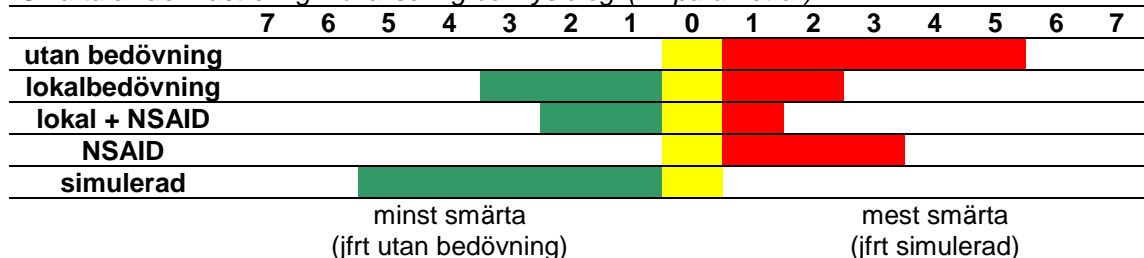 7 6 5 4 3 2 1 0 1 2 3 4 5 6 7
utan bedövning
lokalbedövning
lokal + NSAID
NSAID
simulerad
minst smärta mest smärta
(jfrt utan bedövning) (jfrt simulerad)